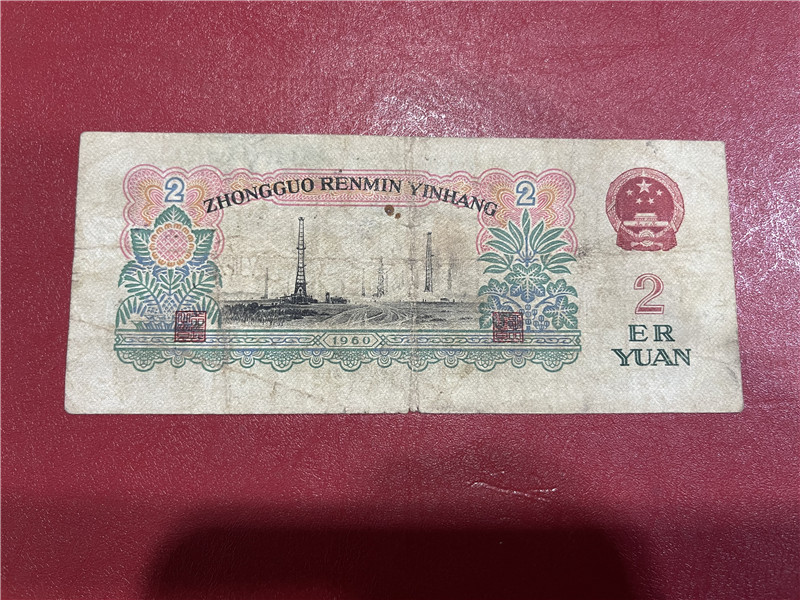 2
ZHONGGUO RENMIN YINHANG
2
1960
2
ER
YUAN